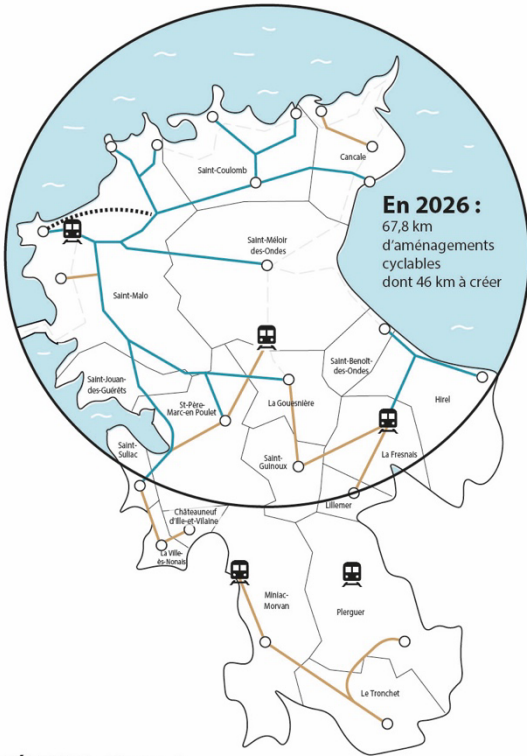 Saint-Coulomb
Cancale
En 2026 :
67,8 km
d'aménagements
cyclables
dont 46 km à créer
Saint-Méloir
des-Ondes
Saint-Malo
Saint-Benoît-
des-Ondes
Saint-Jouan-
des-Guérêts
St-Père-
Marc-en Poulet
La Gouesnière
Hirel
Saint-
Suliac
Saint-
Guinoux
La Fresnais
Lillemer
Châteauneuf
d'Ille-et-Vilaine
La Ville-
ès-Nonais
Miniac-
Morvan
Plerguer
Le Tronchet